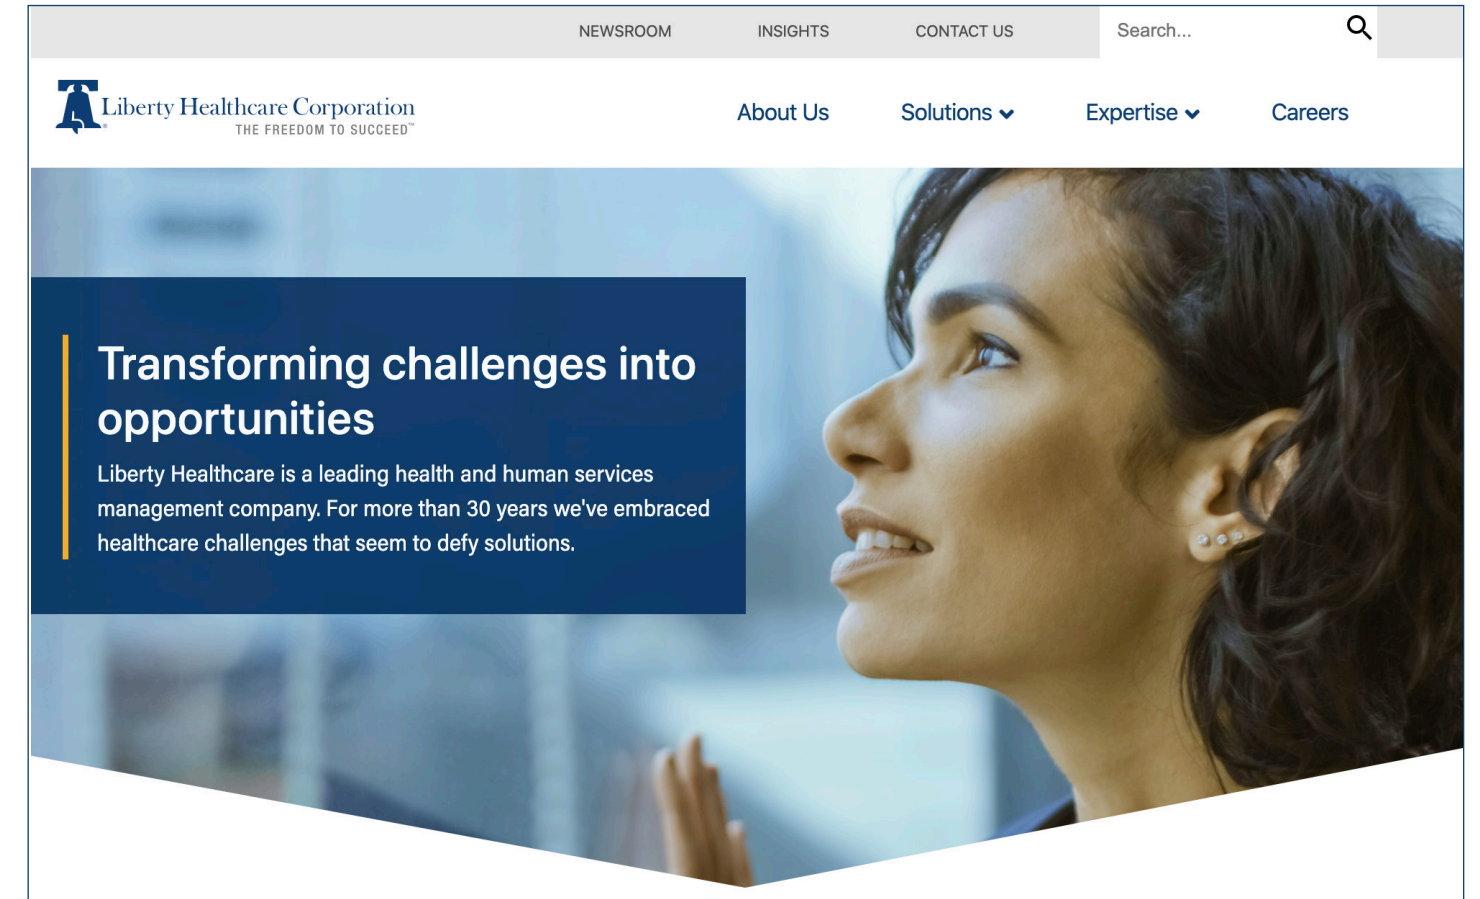 NEWSROOM INSIGHTS CONTACT US Search...
Liberty Healthcare Corporation
THE FREEDOM TO SUCCEED™
About Us Solutions Expertise Careers
Transforming challenges into
opportunities
Liberty Healthcare is a leading health and human services
management company. For more than 30 years we've embraced
healthcare challenges that seem to defy solutions.